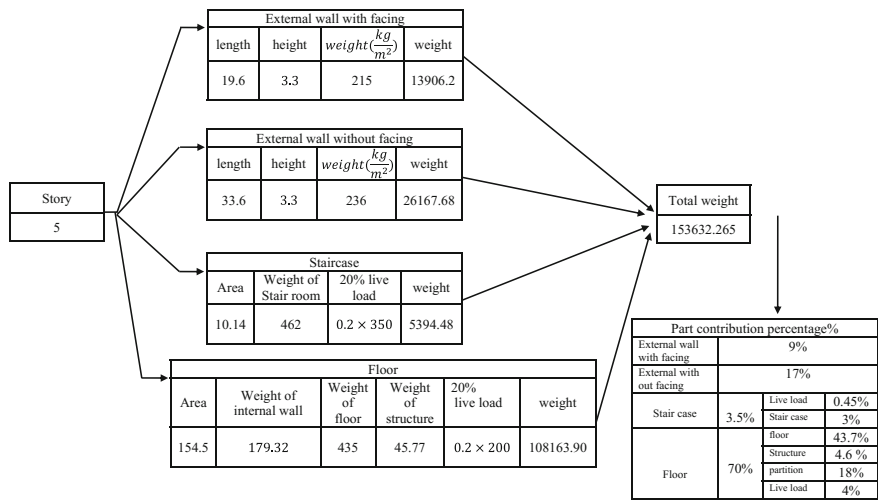 External wall with facing
length height weight(kg/m²) weight
19.6 3.3 215 13906.2
External wall without facing
length height weight(kg/m²) weight
33.6 3.3 236 26167.68
Story
5
Staircase
Area Weight of Stair room 20% live load weight
10.14 462 0.2 × 350 5394.48
Floor
Area Weight of internal wall Weight of floor Weight of structure 20% live load weight
154.5 179.32 435 45.77 0.2 × 200 108163.90
Total weight
153632.265
Part contribution percentage%
External wall with facing 9%
External with out facing 17%
Stair case 3.5% Live load 0.45%
Stair case 3%
Floor 70% floor 43.7%
Structure 4.6 %
partition 18%
Live load 4%